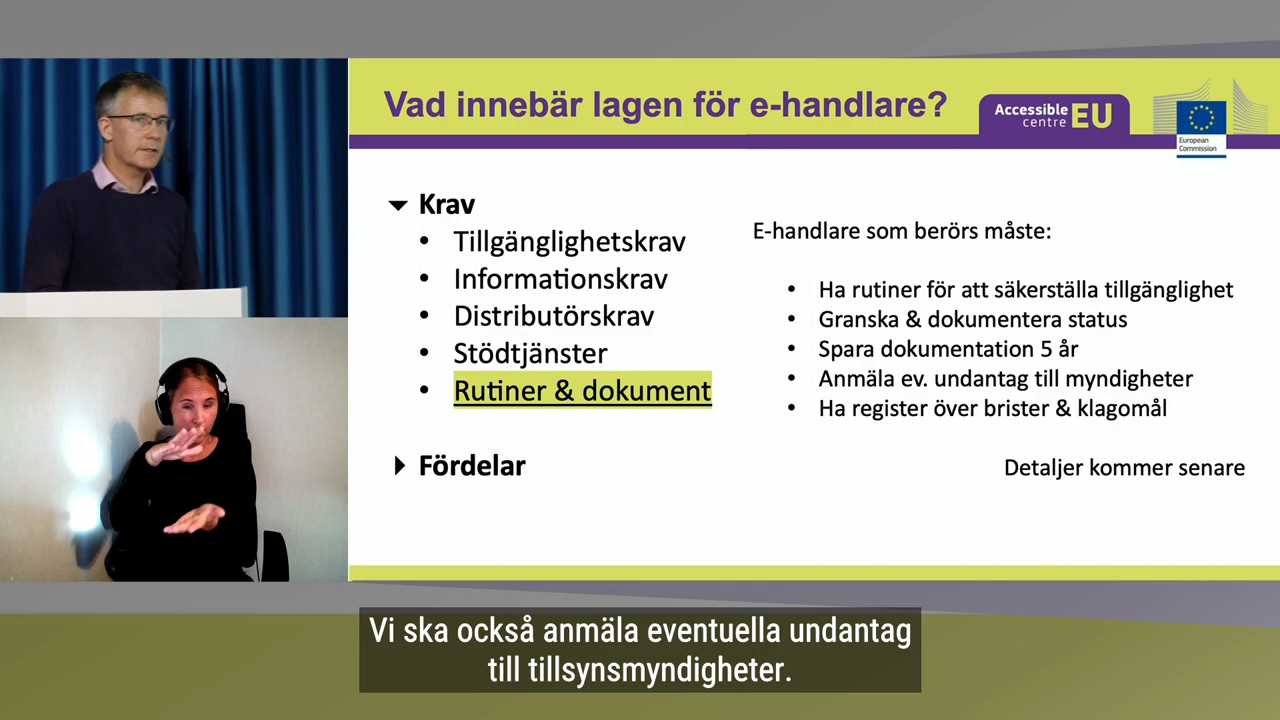 Vad innebär lagen för e-handlare?
Accessible
centre
EU
European
Commission
Krav
• Tillgänglighetskrav
• Informationskrav
• Distributörskrav
• Stödtjänster
• Rutiner & dokument
Fördelar
E-handlare som berörs måste:
• Ha rutiner för att säkerställa tillgänglighet
• Granska & dokumentera status
• Spara dokumentation 5 år
• Anmäla ev. undantag till myndigheter
• Ha register över brister & klagomål
Detaljer kommer senare
Vi ska också anmäla eventuella undantag
till tillsynsmyndigheter.